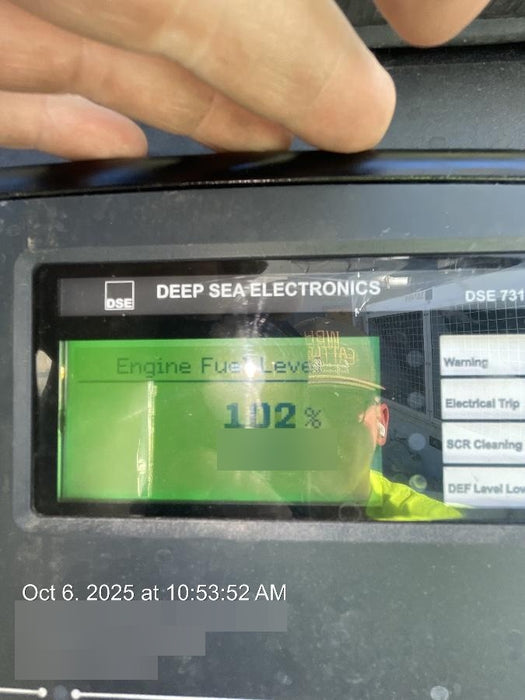 DSE
DEEP SEA ELECTRONICS
DSE 731
Engine Fuel Leve
102%
Warning
Electrical Trip
SCR Cleaning
DEF Level Low
Oct 6. 2025 at 10:53:52 AM